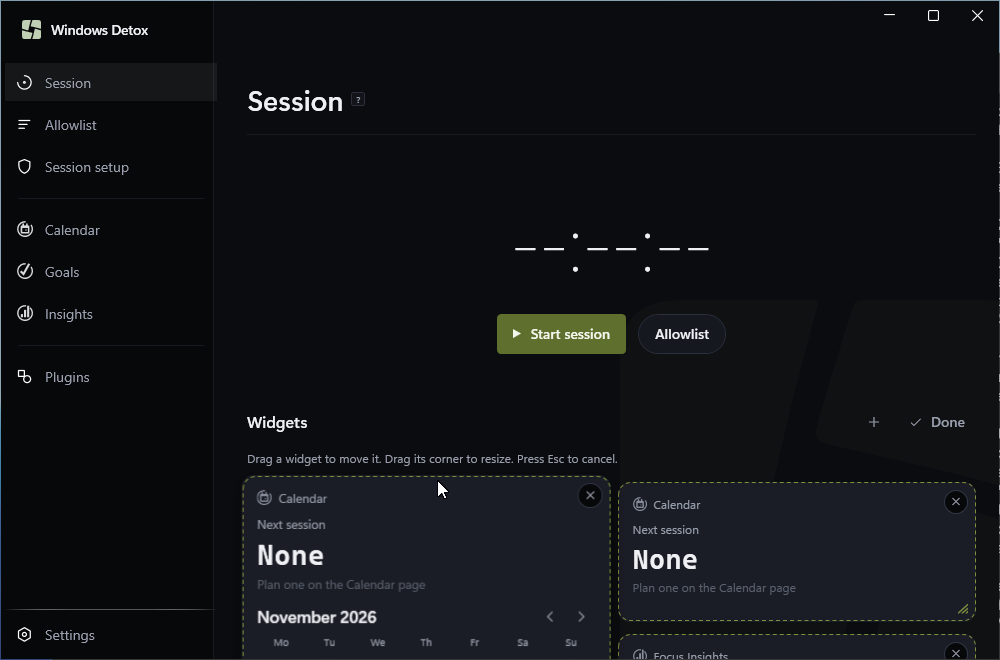 Windows Detox
Session
Allowlist
Session setup
Calendar
Goals
Insights
Plugins
Settings
Session ?
--:--:--
Start session
Allowlist
Widgets
+ Done
Drag a widget to move it. Drag its corner to resize. Press Esc to cancel.
Calendar
Next session
None
Plan one on the Calendar page
November 2026
Mo Tu We Th Fr Sa Su
Calendar
Next session
None
Plan one on the Calendar page
Focus Insights